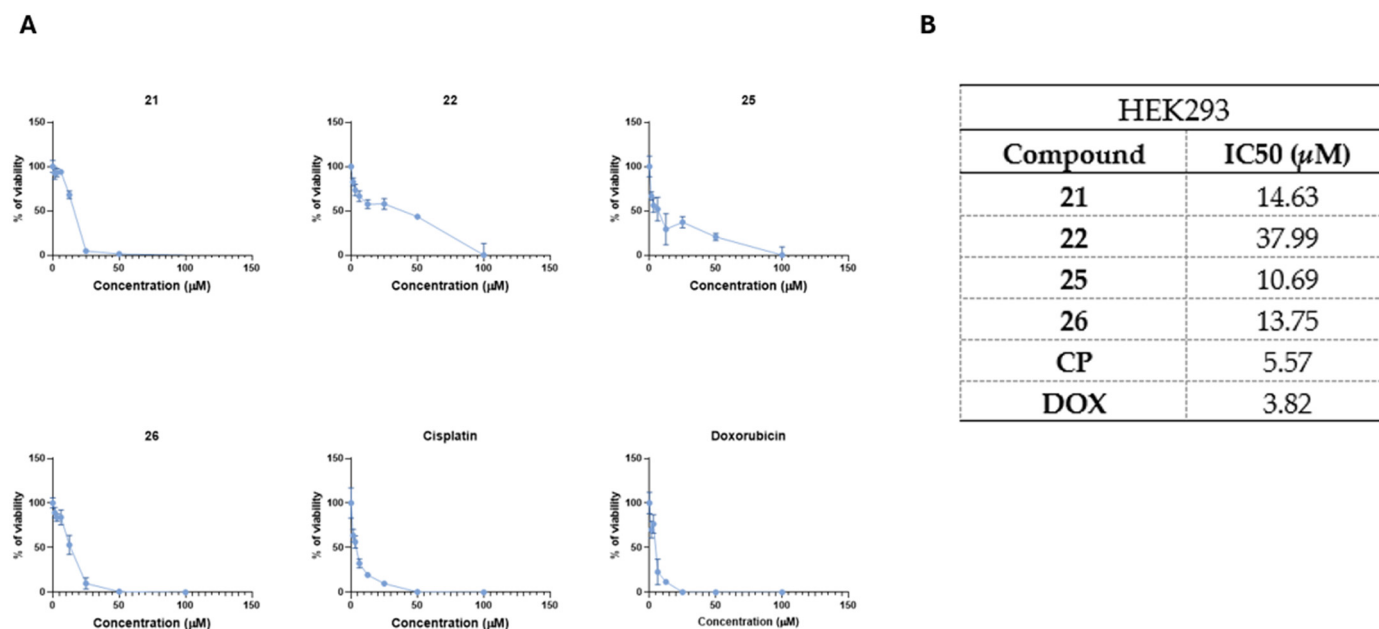 A
B
21
150
100
50
0
% of viability
0 50 100 150
Concentration (μM)
22
150
100
50
0
% of viability
0 50 100 150
Concentration (μM)
25
150
100
50
0
% of viability
0 50 100 150
Concentration (μM)
26
150
100
50
0
% of viability
0 50 100 150
Concentration (μM)
Cisplatin
150
100
50
0
% of viability
0 50 100 150
Concentration (μM)
Doxorubicin
150
100
50
0
% of viability
0 50 100 150
Concentration (μM)
HEK293
Compound IC50 (μM)
21 14.63
22 37.99
25 10.69
26 13.75
CP 5.57
DOX 3.82